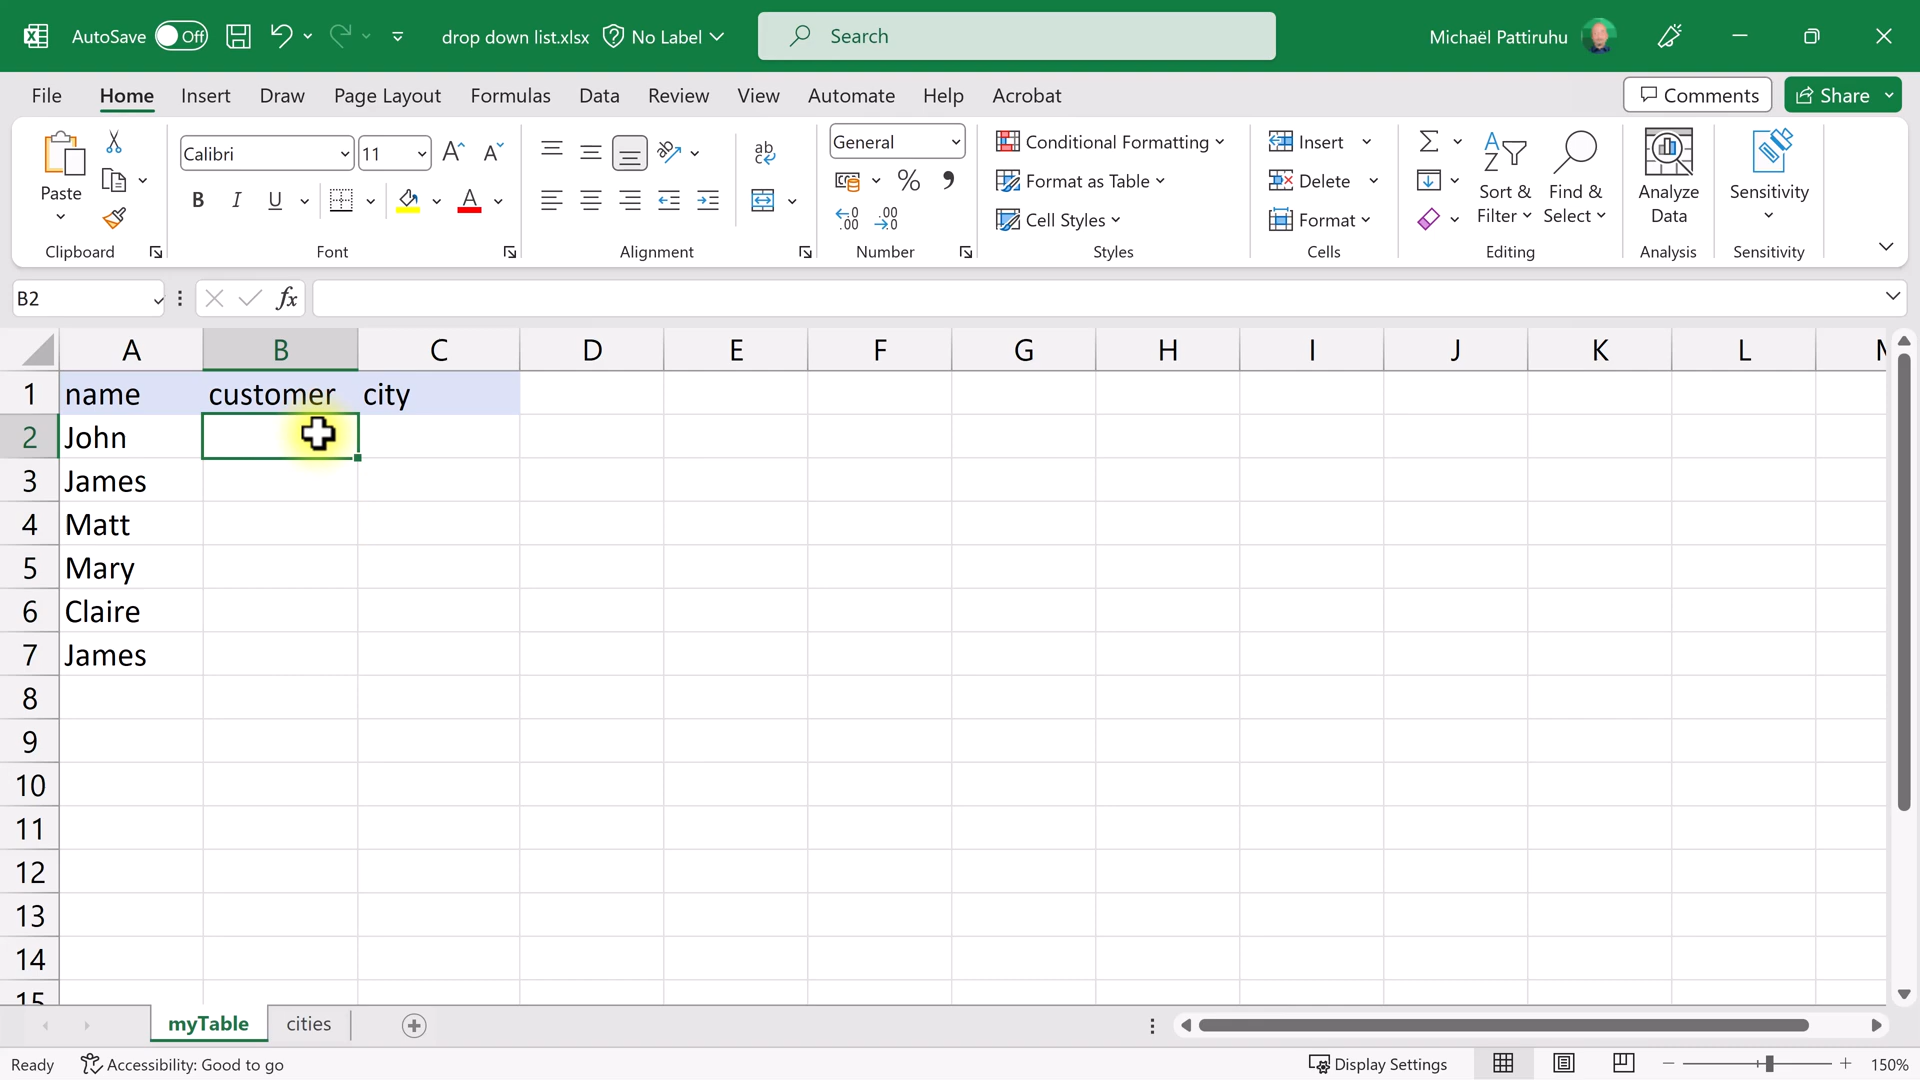 AutoSave Off drop down list.xlsx No Label Search Michaël Pattiruhu
File Home Insert Draw Page Layout Formulas Data Review View Automate Help Acrobat Comments Share
Paste
Clipboard
Calibri 11
B I U A
Font
ab
Alignment
General
% ,
Number
Conditional Formatting
Format as Table
Cell Styles
Styles
Insert
Delete
Format
Cells
Sort & Filter
Find & Select
Editing
Analyze Data
Analysis
Sensitivity
Sensitivity
B2 fx
A B C D E F G H I J K L
1 name customer city
2 John
3 James
4 Matt
5 Mary
6 Claire
7 James
8
9
10
11
12
13
14
15
myTable cities
Ready Accessibility: Good to go Display Settings 150%